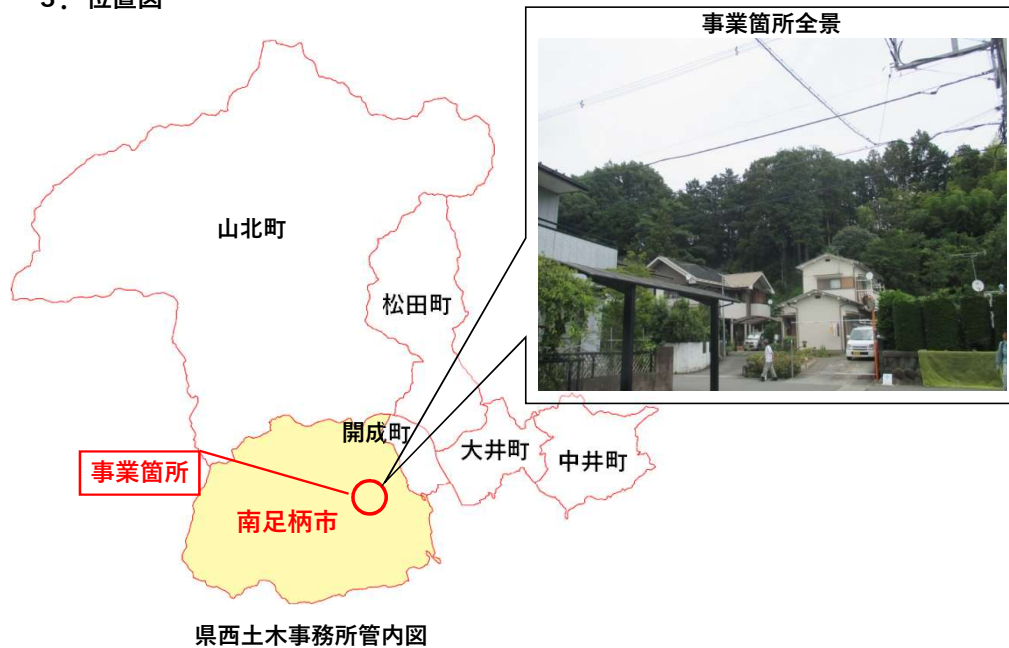 位置図
事業箇所全景
山北町
松田町
開成町
大井町
中井町
事業箇所
南足柄市
県西土木事務所管内図